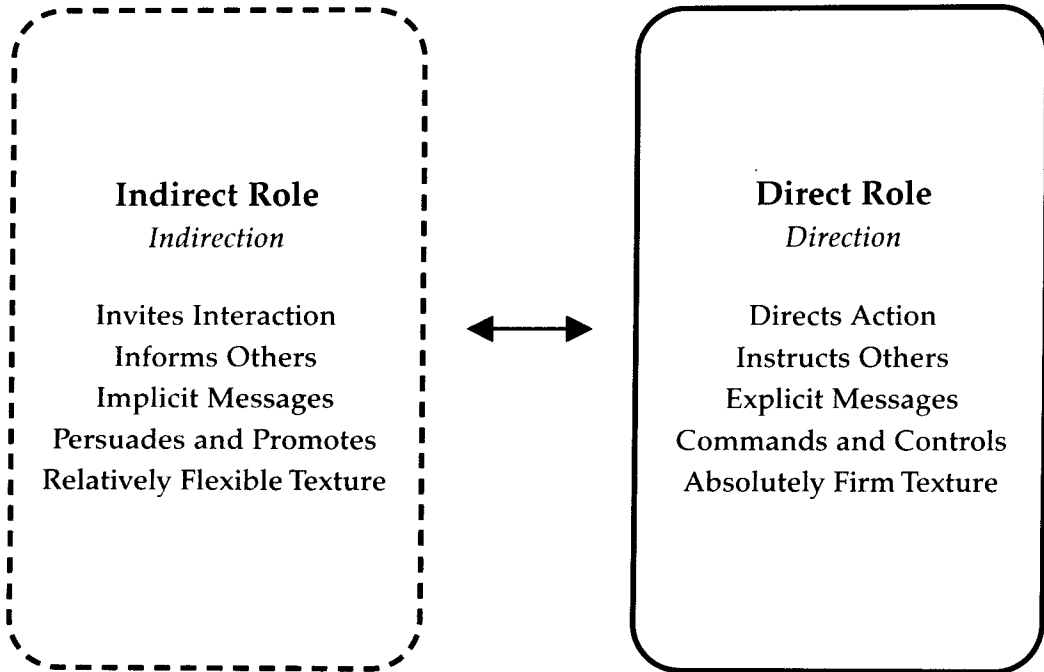 Indirect Role
Indirection
Invites Interaction
Informs Others
Implicit Messages
Persuades and Promotes
Relatively Flexible Texture
Direct Role
Direction
Directs Action
Instructs Others
Explicit Messages
Commands and Controls
Absolutely Firm Texture